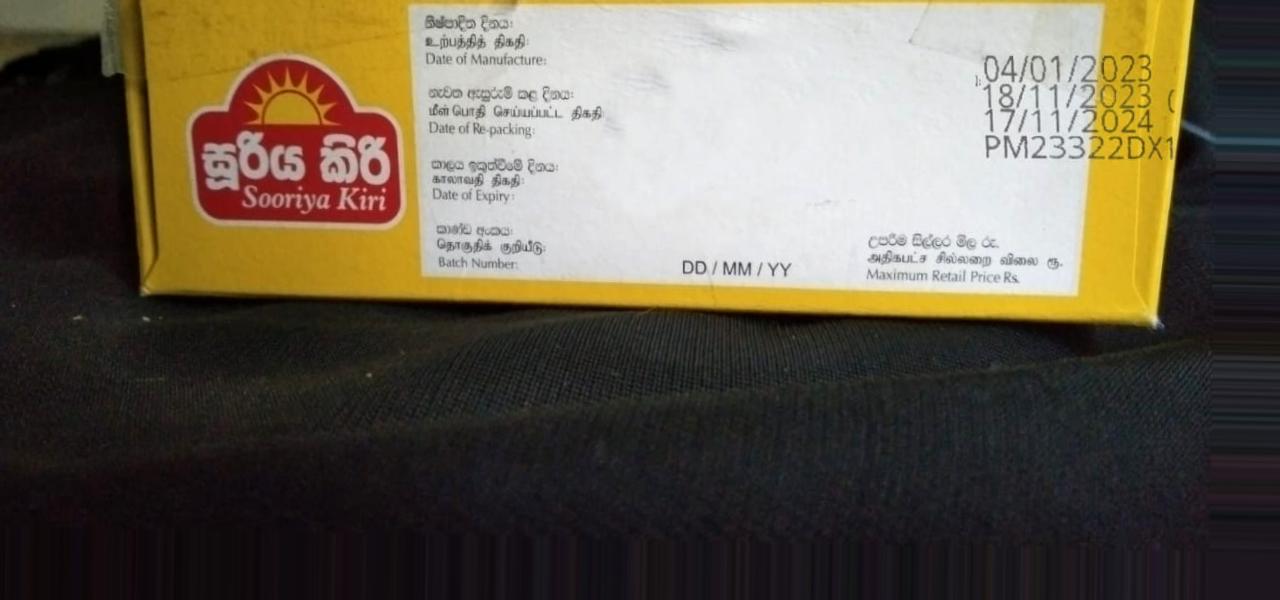 සූරිය කිරි
Sooriya Kiri
නිෂ්පාදිත දිනය:
உற்பத்தித் திகதி:
Date of Manufacture:
නැවත ඇසුරුම් කළ දිනය:
மீள் பொதி செய்யப்பட்ட திகதி
Date of Re-packing:
කාලය ඉකුත්වීමේ දිනය:
காலாவதி திகதி:
Date of Expiry:
කාණ්ඩ අංකය:
தொகுதிக் குறியீடு:
Batch Number:
DD / MM / YY
04/01/2023
18/11/2023
17/11/2024
PM23322DX1
උපරිම සිල්ලර මිල රු.
அதிகபட்ச சில்லறை விலை ரூ.
Maximum Retail Price Rs.